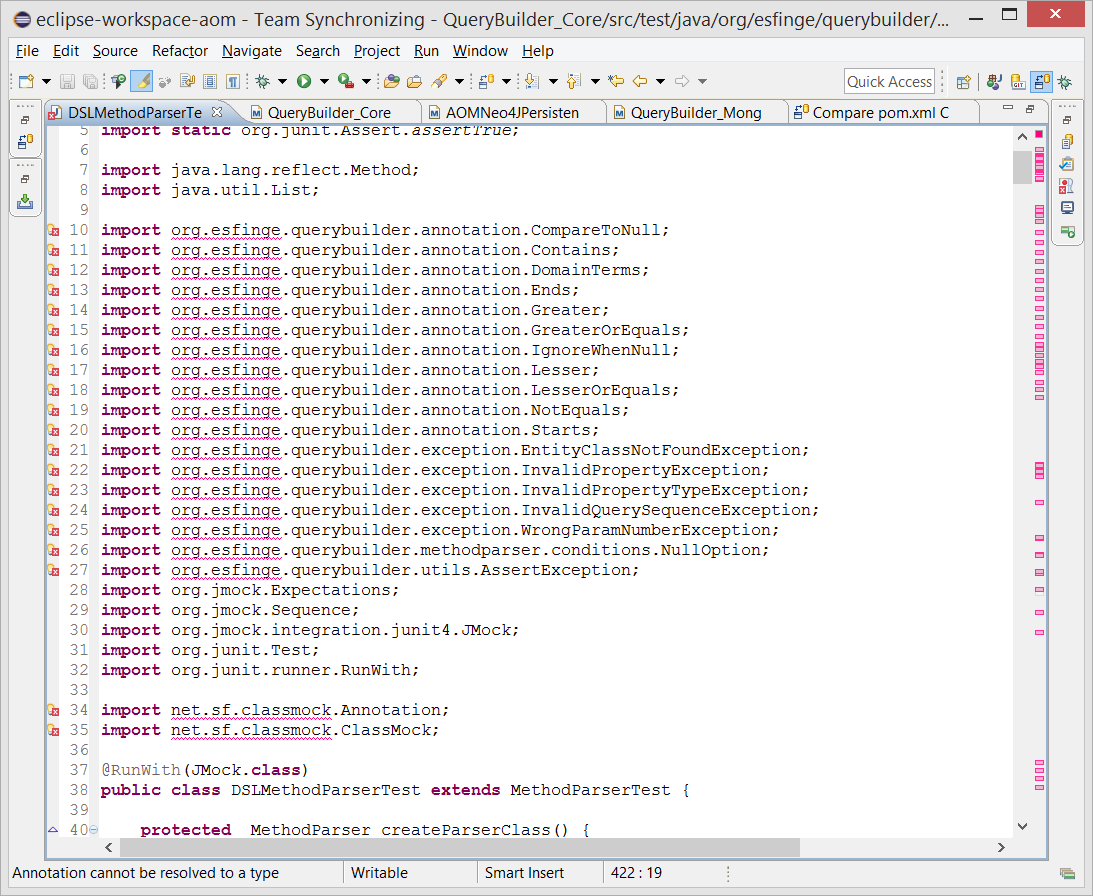 eclipse-workspace-aom - Team Synchronizing - QueryBuilder_Core/src/test/java/org/esfinge/querybuilder/...
File Edit Source Refactor Navigate Search Project Run Window Help
Quick Access
DSLMethodParserTe QueryBuilder_Core AOMNeo4JPersisten QueryBuilder_Mong Compare pom.xml C
5 import static org.junit.Assert.assertTrue;
6
7 import java.lang.reflect.Method;
8 import java.util.List;
9
10 import org.esfinge.querybuilder.annotation.CompareToNull;
11 import org.esfinge.querybuilder.annotation.Contains;
12 import org.esfinge.querybuilder.annotation.DomainTerms;
13 import org.esfinge.querybuilder.annotation.Ends;
14 import org.esfinge.querybuilder.annotation.Greater;
15 import org.esfinge.querybuilder.annotation.GreaterOrEquals;
16 import org.esfinge.querybuilder.annotation.IgnoreWhenNull;
17 import org.esfinge.querybuilder.annotation.Lesser;
18 import org.esfinge.querybuilder.annotation.LesserOrEquals;
19 import org.esfinge.querybuilder.annotation.NotEquals;
20 import org.esfinge.querybuilder.annotation.Starts;
21 import org.esfinge.querybuilder.exception.EntityClassNotFoundException;
22 import org.esfinge.querybuilder.exception.InvalidPropertyException;
23 import org.esfinge.querybuilder.exception.InvalidPropertyTypeException;
24 import org.esfinge.querybuilder.exception.InvalidQuerySequenceException;
25 import org.esfinge.querybuilder.exception.WrongParamNumberException;
26 import org.esfinge.querybuilder.methodparser.conditions.NullOption;
27 import org.esfinge.querybuilder.utils.AssertException;
28 import org.jmock.Expectations;
29 import org.jmock.Sequence;
30 import org.jmock.integration.junit4.JMock;
31 import org.junit.Test;
32 import org.junit.runner.RunWith;
33
34 import net.sf.classmock.Annotation;
35 import net.sf.classmock.ClassMock;
36
37 @RunWith(JMock.class)
38 public class DSLMethodParserTest extends MethodParserTest {
39
40 protected MethodParser createParserClass() {
Annotation cannot be resolved to a type Writable Smart Insert 422 : 19